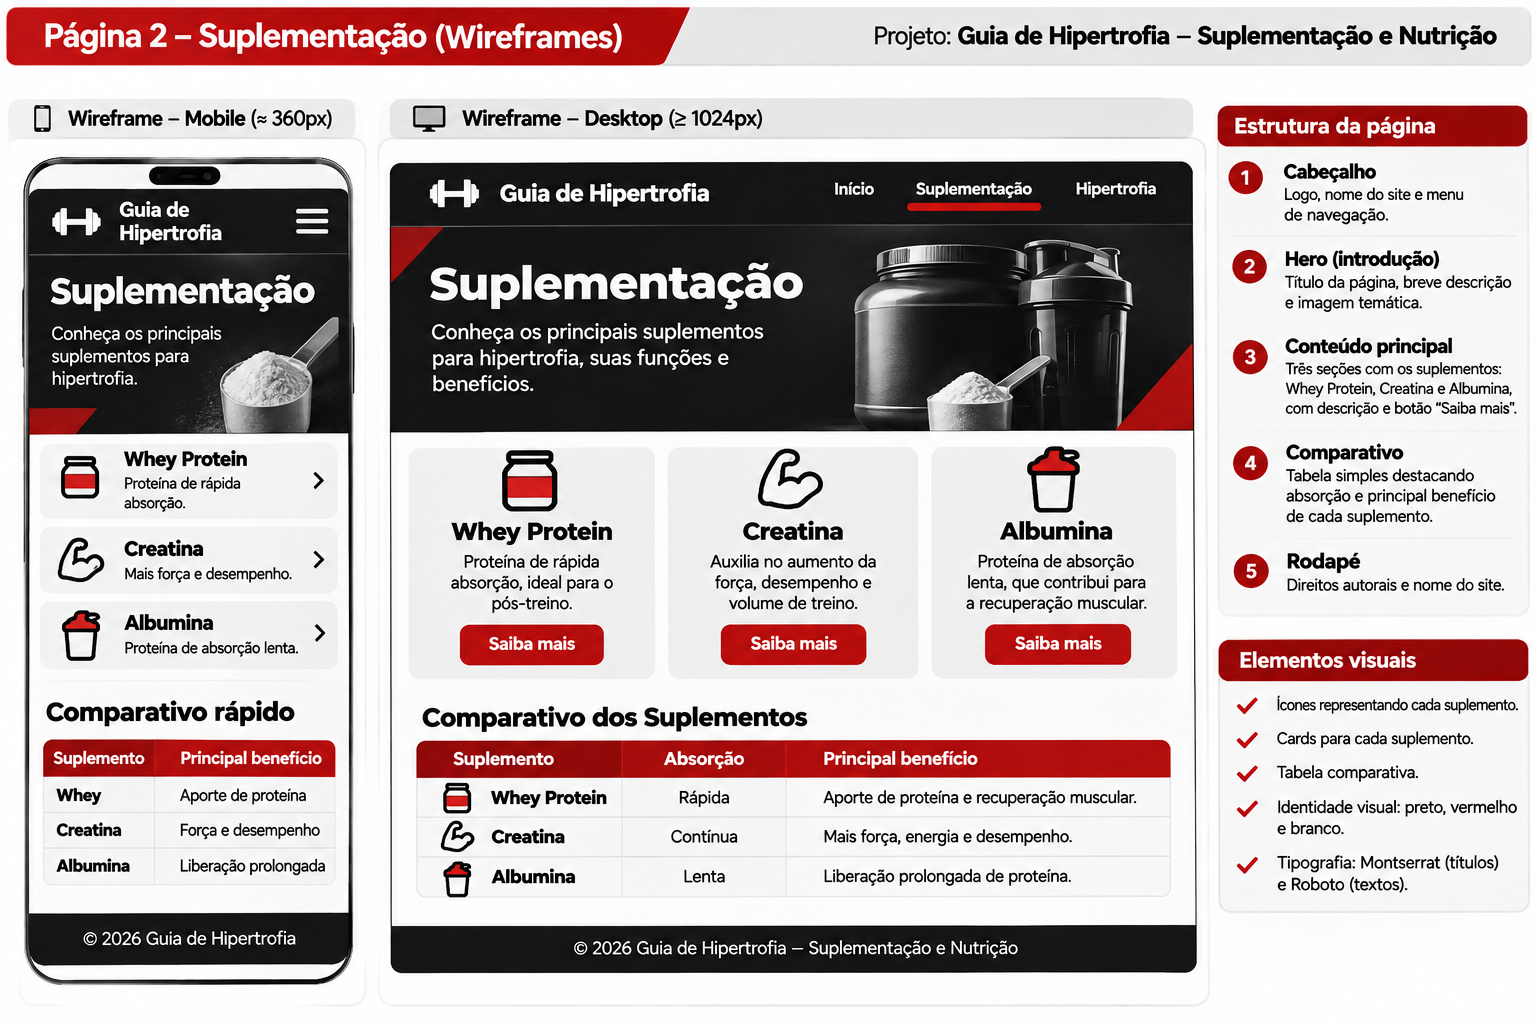 Página 2 – Suplementação (Wireframes)
Projeto: Guia de Hipertrofia – Suplementação e Nutrição
Wireframe – Mobile (≈ 360px)
Guia de
Hipertrofia
Suplementação
Conheça os principais
suplementos para
hipertrofia.
Whey Protein
Proteína de rápida
absorção.
Creatina
Mais força e desempenho.
Albumina
Proteína de absorção lenta.
Comparativo rápido
Suplemento Principal benefício
Whey Aporte de proteína
Creatina Força e desempenho
Albumina Liberação prolongada
© 2026 Guia de Hipertrofia
Wireframe – Desktop (≥ 1024px)
Guia de Hipertrofia
Início Suplementação Hipertrofia
Suplementação
Conheça os principais suplementos
para hipertrofia, suas funções e
benefícios.
Whey Protein
Proteína de rápida
absorção, ideal para o
pós-treino.
Saiba mais
Creatina
Auxilia no aumento da
força, desempenho e
volume de treino.
Saiba mais
Albumina
Proteína de absorção
lenta, que contribui para
a recuperação muscular.
Saiba mais
Comparativo dos Suplementos
Suplemento Absorção Principal benefício
Whey Protein Rápida Aporte de proteína e recuperação muscular.
Creatina Contínua Mais força, energia e desempenho.
Albumina Lenta Liberação prolongada de proteína.
© 2026 Guia de Hipertrofia – Suplementação e Nutrição
Estrutura da página
1 Cabeçalho
Logo, nome do site e menu
de navegação.
2 Hero (introdução)
Título da página, breve descrição
e imagem temática.
3 Conteúdo principal
Três seções com os suplementos:
Whey Protein, Creatina e Albumina,
com descrição e botão “Saiba mais”.
4 Comparativo
Tabela simples destacando
absorção e principal benefício
de cada suplemento.
5 Rodapé
Direitos autorais e nome do site.
Elementos visuais
Ícones representando cada suplemento.
Cards para cada suplemento.
Tabela comparativa.
Identidade visual: preto, vermelho
e branco.
Tipografia: Montserrat (títulos)
e Roboto (textos).